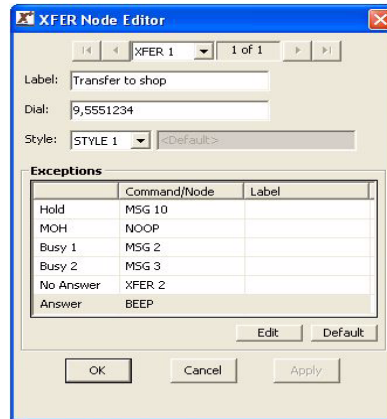 XFER Node Editor
XFER 1 1 of 1
Label: Transfer to shop
Dial: 9,5551234
Style: STYLE 1 <Default>
Exceptions
Command/Node Label
Hold MSG 10
MOH NOOP
Busy 1 MSG 2
Busy 2 MSG 3
No Answer XFER 2
Answer BEEP
Edit Default
OK Cancel Apply